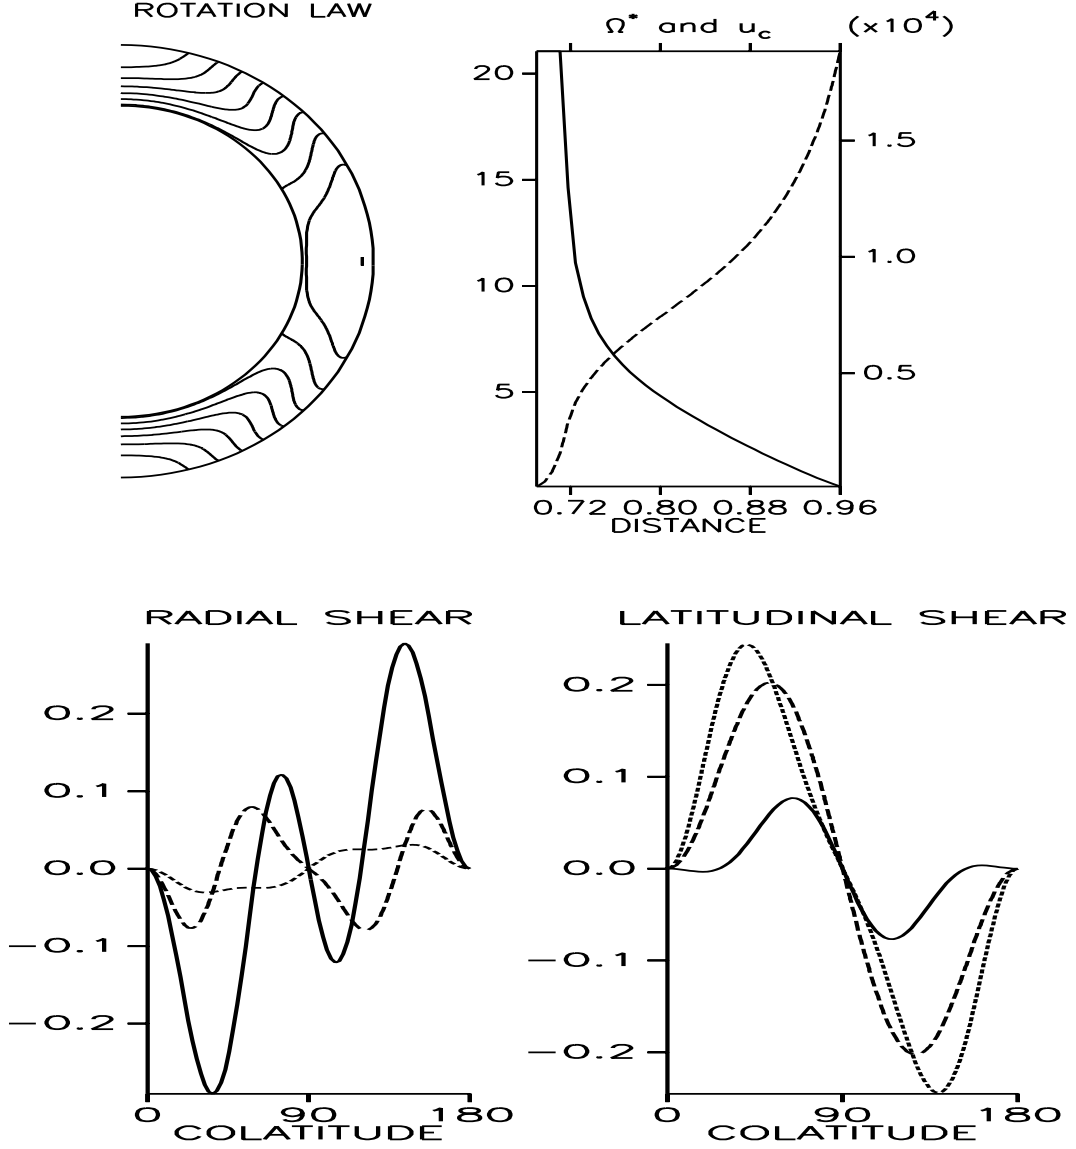 ROTATION LAW
Ω* and u_c (x10⁴)
20
15
10
5
1.5
1.0
0.5
0.72 0.80 0.88 0.96
DISTANCE
RADIAL SHEAR
0.2
0.1
0.0
−0.1
−0.2
0 90 180
COLATITUDE
LATITUDINAL SHEAR
0.2
0.1
0.0
−0.1
−0.2
0 90 180
COLATITUDE